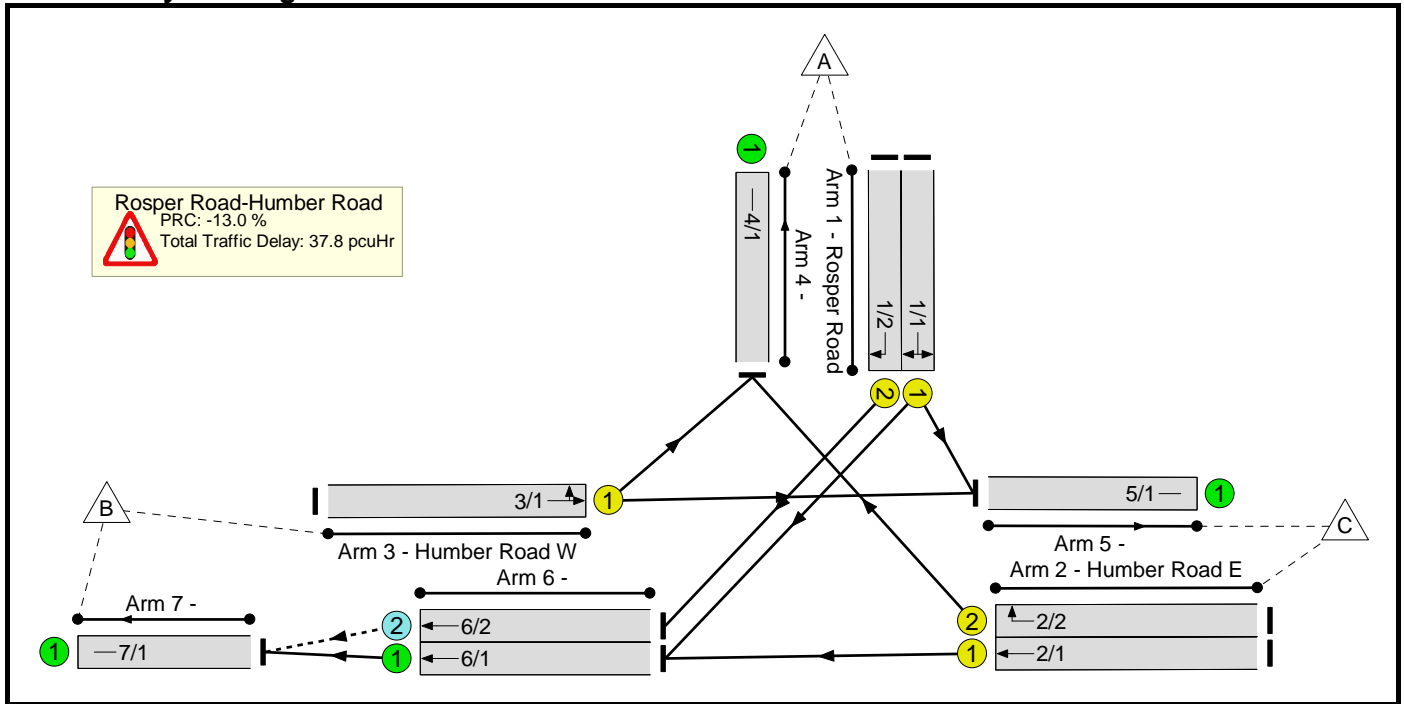 A
Rosper Road-Humber Road
PRC: -13.0 %
Total Traffic Delay: 37.8 pcuHr
1
4/1
Arm 4 -
Arm 1 - Rosper Road
1/2
1/1
2
1
B
3/1
1
Arm 3 - Humber Road W
5/1
1
Arm 5 -
C
Arm 2 - Humber Road E
Arm 6 -
Arm 7 -
1
7/1
2
6/2
1
6/1
2
2/2
1
2/1